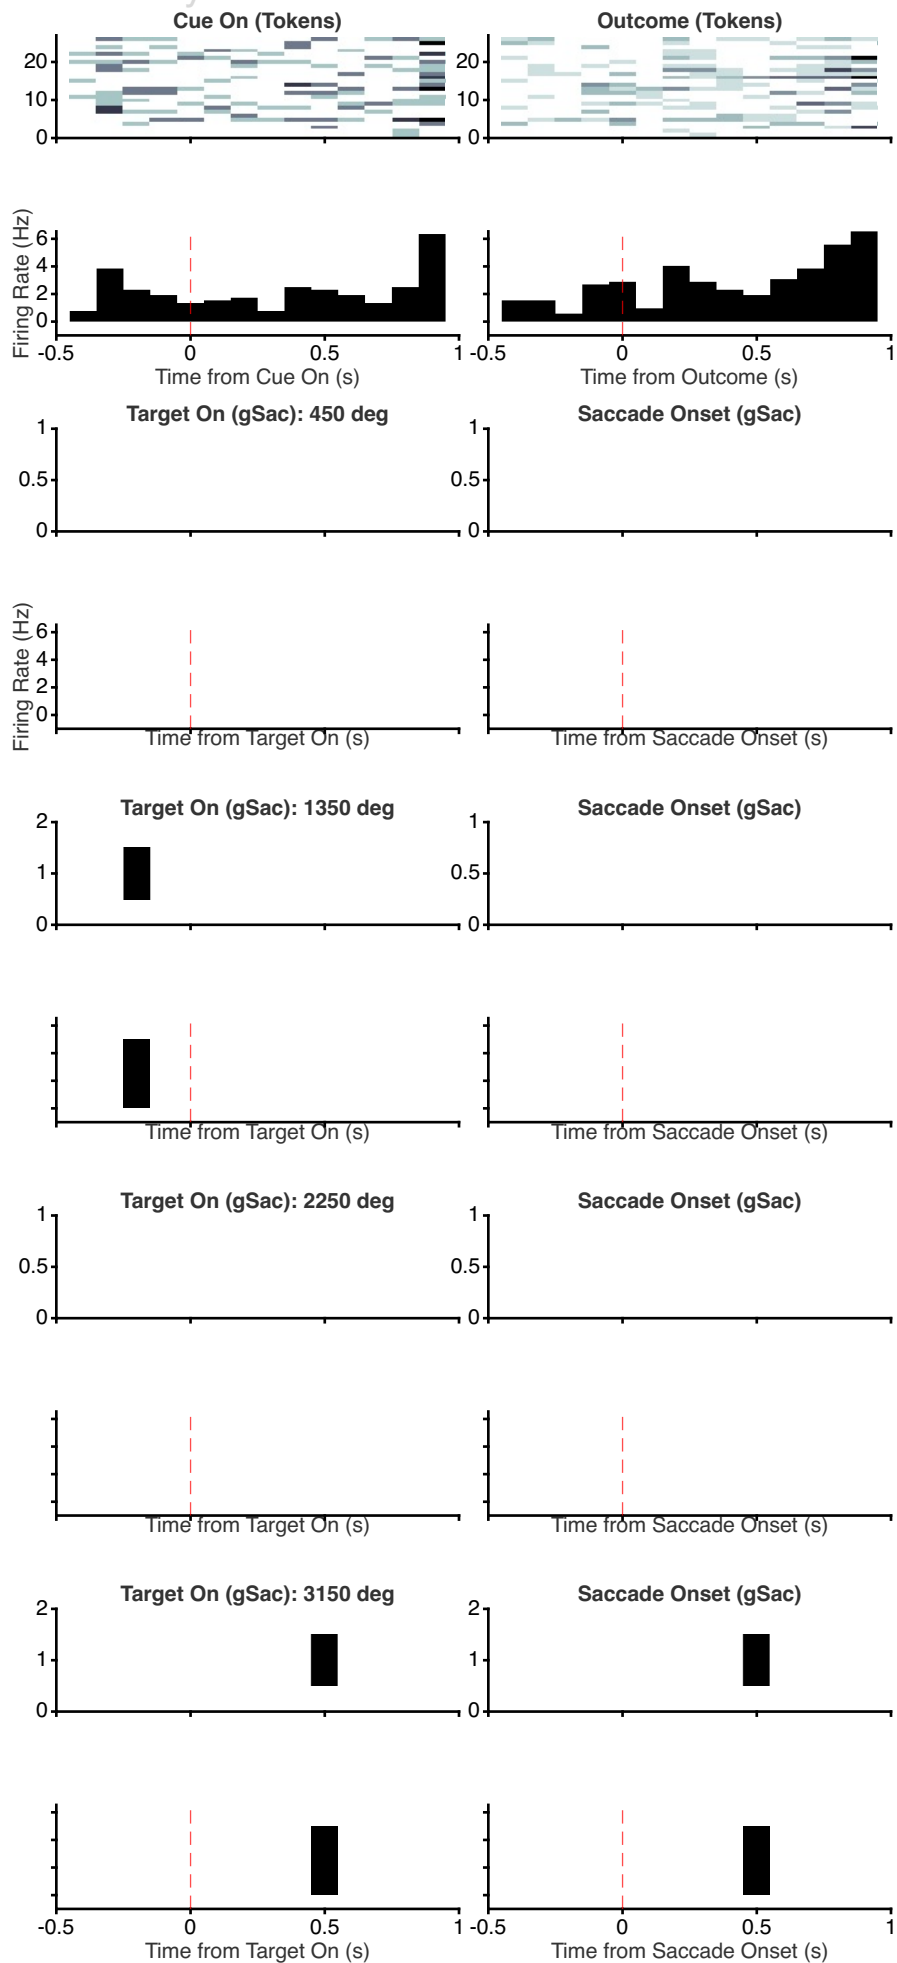 Cue On (Tokens) Outcome (Tokens)
20 20
10 10
0 0
Firing Rate (Hz)
6
4
2
0
-0.5 0 0.5 1 -0.5 0 0.5 1
Time from Cue On (s) Time from Outcome (s)
Target On (gSac): 450 deg Saccade Onset (gSac)
1 1
0.5 0.5
0 0
Firing Rate (Hz)
6
4
2
0
Time from Target On (s) Time from Saccade Onset (s)
Target On (gSac): 1350 deg Saccade Onset (gSac)
2 1
1 0.5
0 0
Time from Target On (s) Time from Saccade Onset (s)
Target On (gSac): 2250 deg Saccade Onset (gSac)
1 1
0.5 0.5
0 0
Time from Target On (s) Time from Saccade Onset (s)
Target On (gSac): 3150 deg Saccade Onset (gSac)
2 2
1 1
0 0
-0.5 0 0.5 1 -0.5 0 0.5 1
Time from Target On (s) Time from Saccade Onset (s)